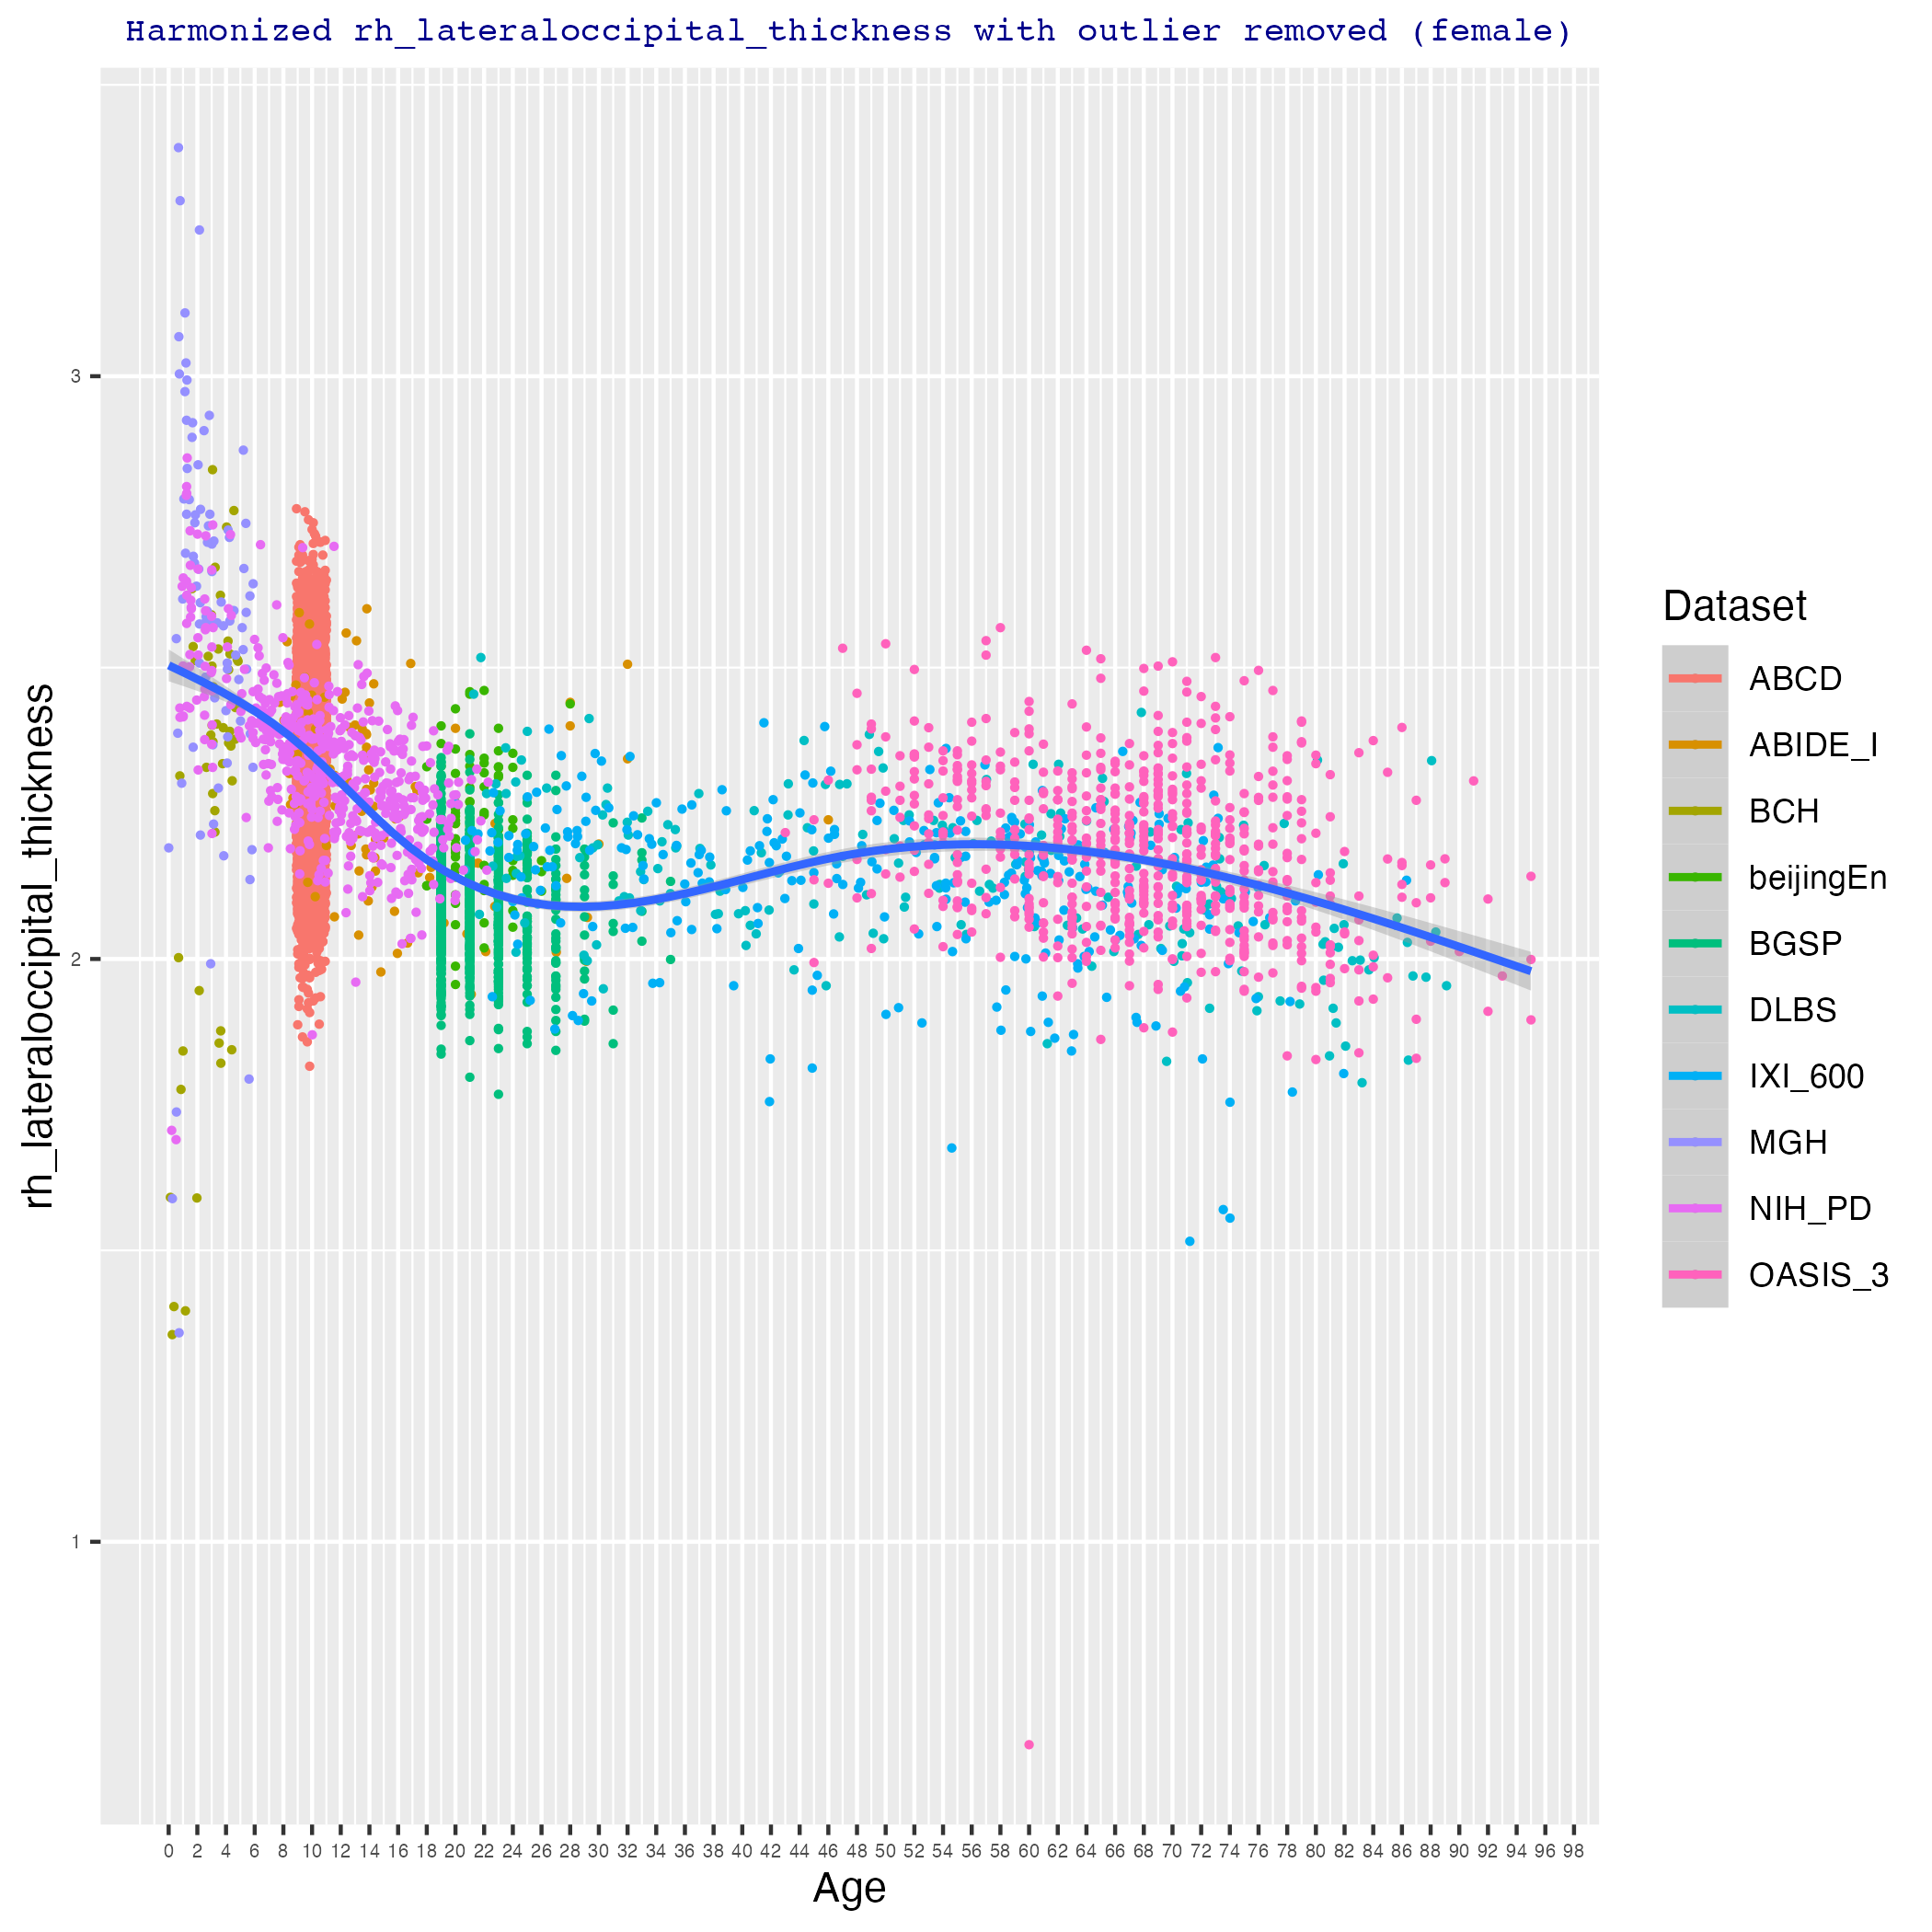 Harmonized rh_lateraloccipital_thickness with outlier removed (female)
rh_lateraloccipital_thickness
3
2
1
0 2 4 6 8 10 12 14 16 18 20 22 24 26 28 30 32 34 36 38 40 42 44 46 48 50 52 54 56 58 60 62 64 66 68 70 72 74 76 78 80 82 84 86 88 90 92 94 96 98
Age
Dataset
ABCD
ABIDE_I
BCH
beijingEn
BGSP
DLBS
IXI_600
MGH
NIH_PD
OASIS_3